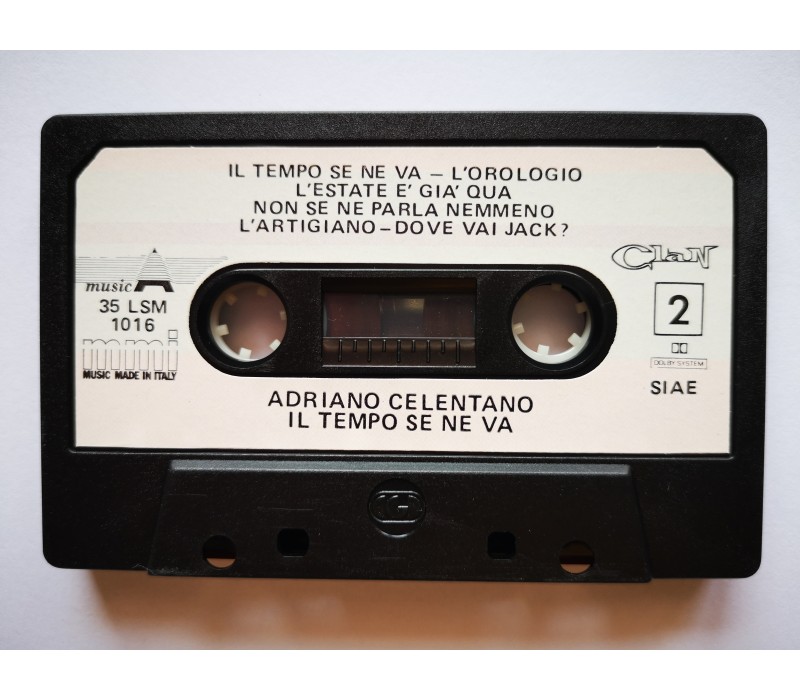 IL TEMPO SE NE VA – L'OROLOGIO
L'ESTATE E' GIA' QUA
NON SE NE PARLA NEMMENO
L'ARTIGIANO – DOVE VAI JACK?
music A
35 LSM
1016
mmi
MUSIC MADE IN ITALY
Clan
2
DOLBY SYSTEM
SIAE
ADRIANO CELENTANO
IL TEMPO SE NE VA